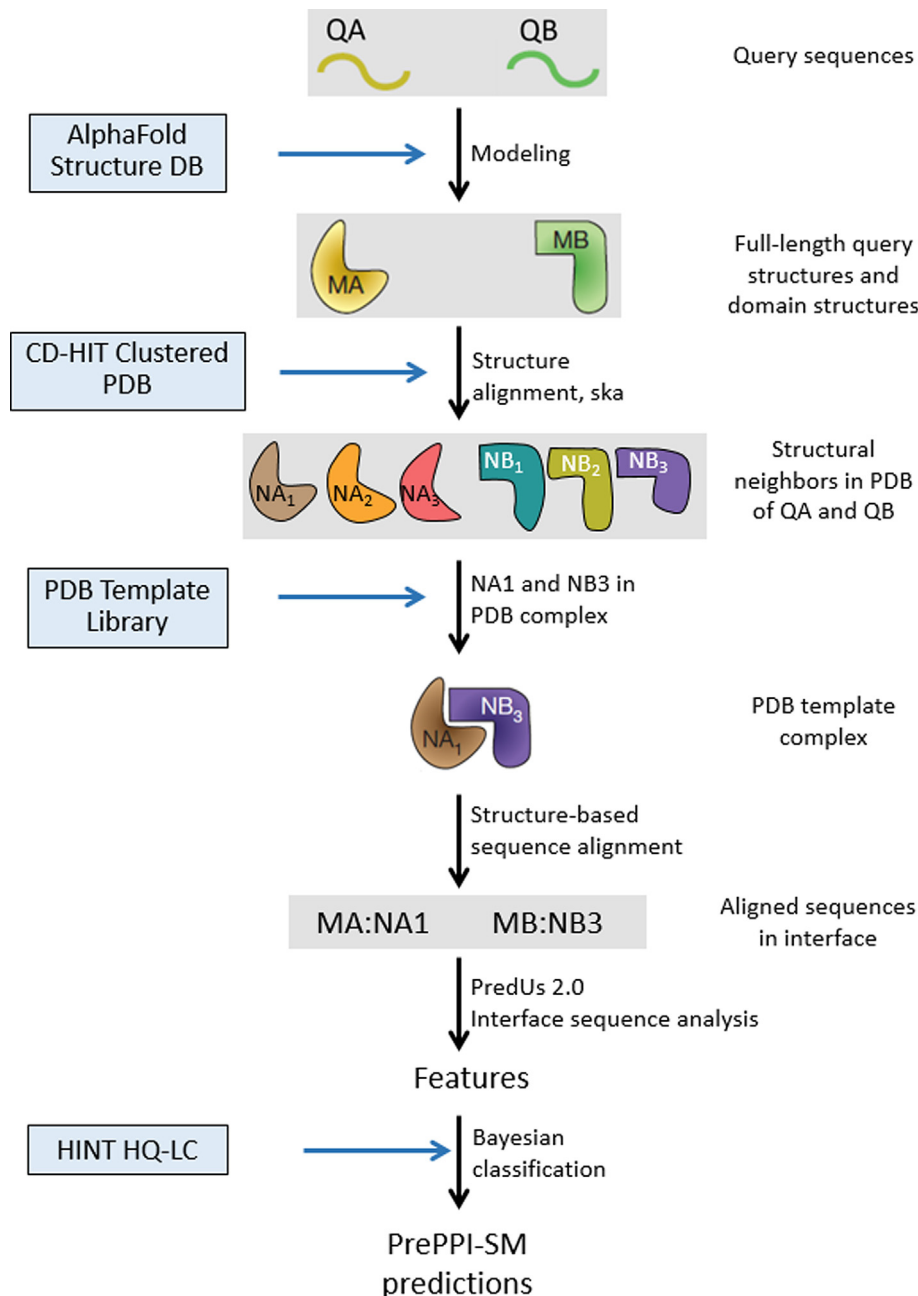 QA QB
Query sequences
AlphaFold
Structure DB
Modeling
MA
MB
Full-length query
structures and
domain structures
CD-HIT Clustered
PDB
Structure
alignment, ska
NA1 NA2 NA3 NB1 NB2 NB3
Structural
neighbors in PDB
of QA and QB
PDB Template
Library
NA1 and NB3 in
PDB complex
NB3
NA1
PDB template
complex
Structure-based
sequence alignment
MA:NA1 MB:NB3
Aligned sequences
in interface
PredUs 2.0
Interface sequence analysis
Features
HINT HQ-LC
Bayesian
classification
PrePPI-SM
predictions